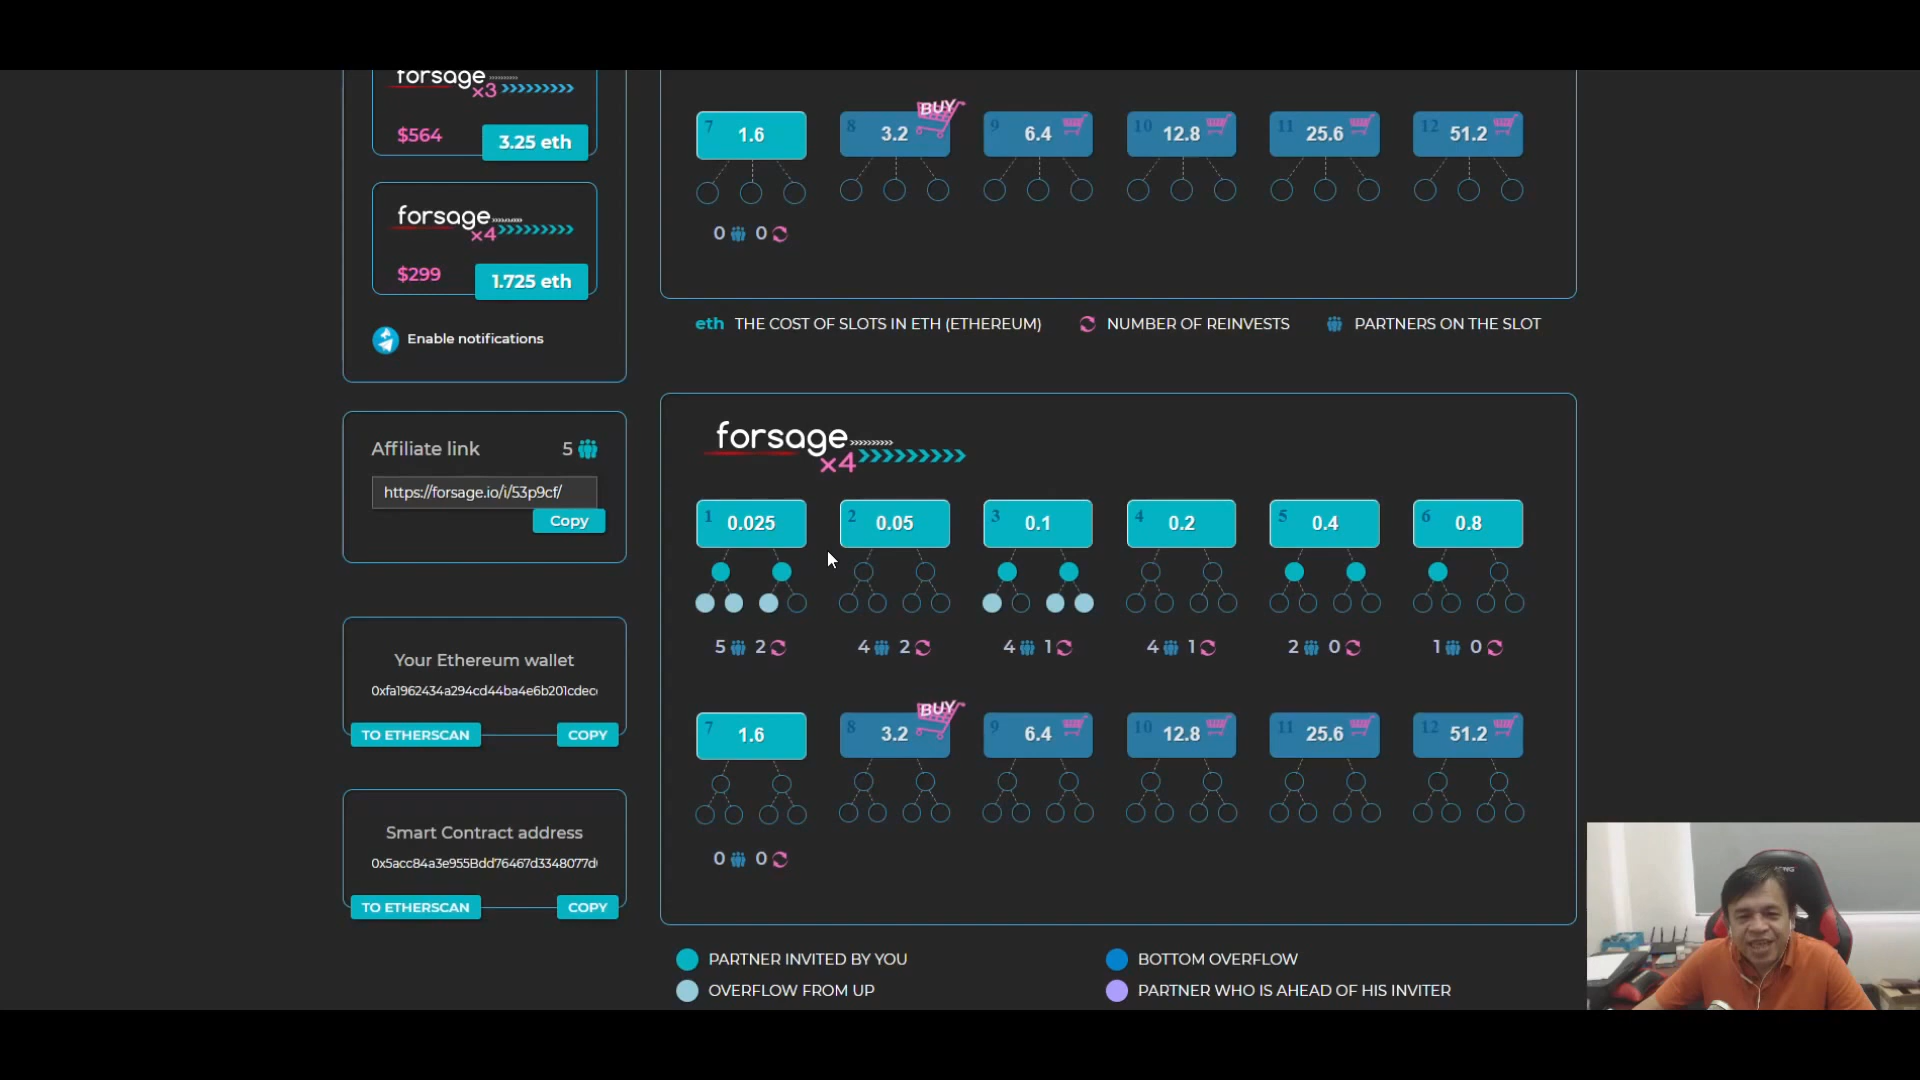 forsage
x3
$564
3.25 eth
forsage
x4
$299
1.725 eth
Enable notifications
Affiliate link 5
https://forsage.io/i/53p9cf/
Copy
Your Ethereum wallet
0xfa1962434a294cd44ba4e6b201cdec
TO ETHERSCAN COPY
Smart Contract address
0x5acc84a3e955Bdd76467d3348077d
TO ETHERSCAN COPY
BUY
7 1.6 8 3.2 9 6.4 10 12.8 11 25.6 12 51.2
0 0
eth THE COST OF SLOTS IN ETH (ETHEREUM) NUMBER OF REINVESTS PARTNERS ON THE SLOT
forsage
x4
1 0.025 2 0.05 3 0.1 4 0.2 5 0.4 6 0.8
5 2 4 2 4 1 4 1 2 0 1 0
BUY
7 1.6 8 3.2 9 6.4 10 12.8 11 25.6 12 51.2
0 0
PARTNER INVITED BY YOU BOTTOM OVERFLOW
OVERFLOW FROM UP PARTNER WHO IS AHEAD OF HIS INVITER